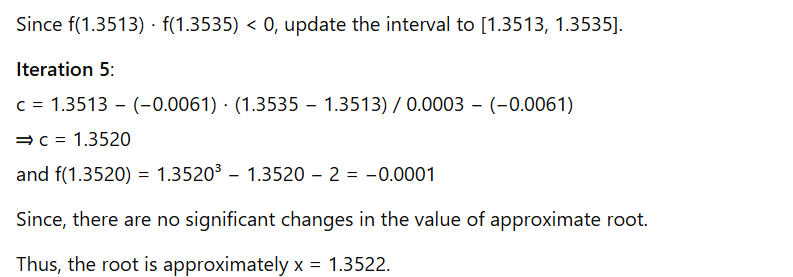 Since f(1.3513) · f(1.3535) < 0, update the interval to [1.3513, 1.3535].
Iteration 5:
c = 1.3513 − (−0.0061) · (1.3535 − 1.3513) / 0.0003 − (−0.0061)
⇒ c = 1.3520
and f(1.3520) = 1.3520³ − 1.3520 − 2 = −0.0001
Since, there are no significant changes in the value of approximate root.
Thus, the root is approximately x = 1.3522.